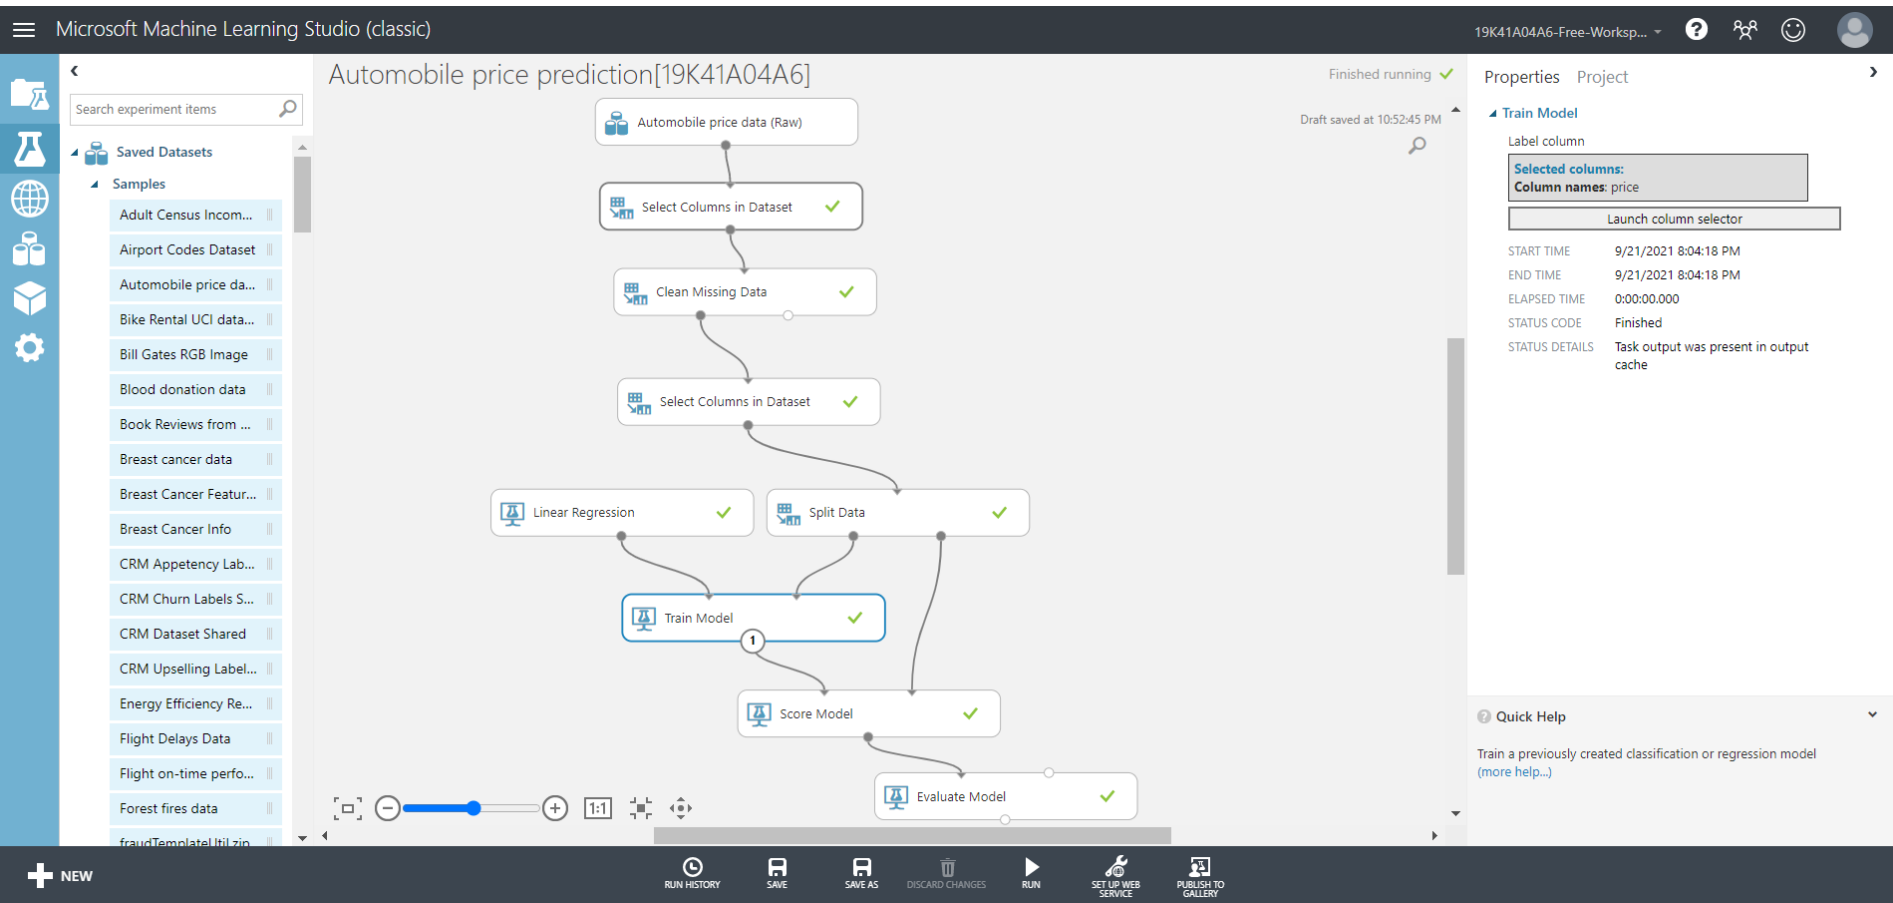 Microsoft Machine Learning Studio (classic)
19K41A04A6-Free-Worksp...
Search experiment items
Saved Datasets
Samples
Adult Census Incom...
Airport Codes Dataset
Automobile price da...
Bike Rental UCI data...
Bill Gates RGB Image
Blood donation data
Book Reviews from ...
Breast cancer data
Breast Cancer Featur...
Breast Cancer Info
CRM Appetency Lab...
CRM Churn Labels S...
CRM Dataset Shared
CRM Upselling Label...
Energy Efficiency Re...
Flight Delays Data
Flight on-time perfo...
Forest fires data
fraudTemplateUtil.zip
Automobile price prediction[19K41A04A6]
Finished running
Draft saved at 10:52:45 PM
Automobile price data (Raw)
Select Columns in Dataset
Clean Missing Data
Select Columns in Dataset
Linear Regression
Split Data
Train Model
1
Score Model
Evaluate Model
1:1
Properties Project
Train Model
Label column
Selected columns:
Column names: price
Launch column selector
START TIME 9/21/2021 8:04:18 PM
END TIME 9/21/2021 8:04:18 PM
ELAPSED TIME 0:00:00.000
STATUS CODE Finished
STATUS DETAILS Task output was present in output
cache
Quick Help
Train a previously created classification or regression model
(more help...)
NEW
RUN HISTORY
SAVE
SAVE AS
DISCARD CHANGES
RUN
SET UP WEB
SERVICE
PUBLISH TO
GALLERY